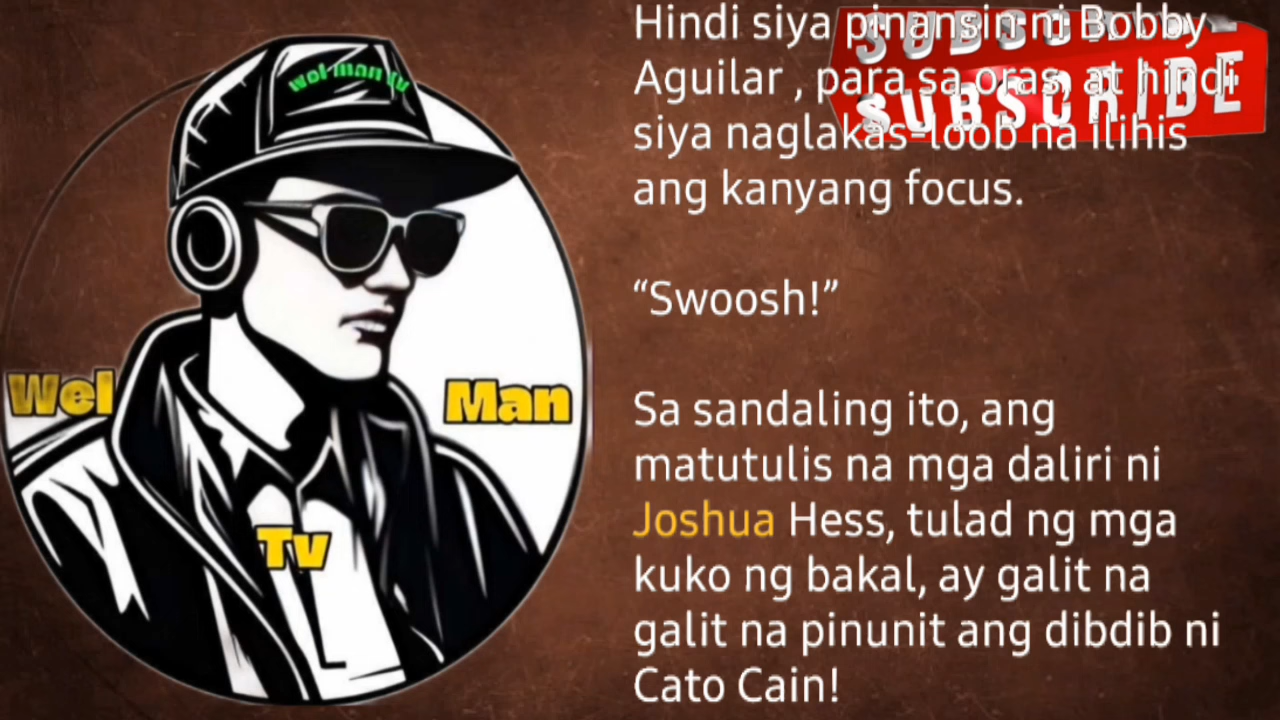 wel man tv
Wel
Man
Tv
SUBSCRIBE
SUBSCRIBE
Hindi siya pinansin ni Bobby
Aguilar , para sa oras, at hindi
siya naglakas-loob na ilihis
ang kanyang focus.
“Swoosh!”
Sa sandaling ito, ang
matutulis na mga daliri ni
Joshua Hess, tulad ng mga
kuko ng bakal, ay galit na
galit na pinunit ang dibdib ni
Cato Cain!